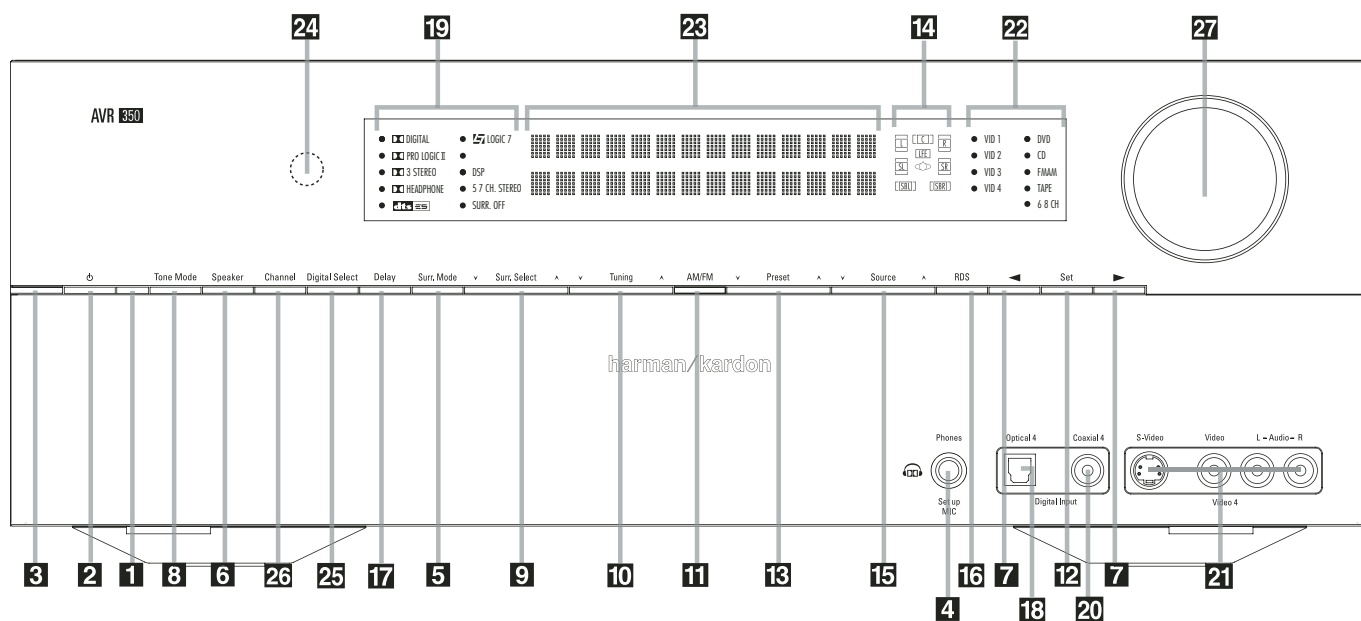 24 19 23 14 22 27
AVR 350
DIGITAL
PRO LOGIC II
3 STEREO
HEADPHONE
dts ES
LOGIC 7
DSP
5 7 CH. STEREO
SURR. OFF
L C R
LFE
SL SR
SBL SBR
VID 1
VID 2
VID 3
VID 4
DVD
CD
FMAM
TAPE
6 8 CH
Tone Mode Speaker Channel Digital Select Delay Surr. Mode ˅ Surr. Select ˄ ˅ Tuning ˄ AM/FM ˅ Preset ˄ ˅ Source ˄ RDS ◀ Set ▶
harman/kardon
Phones
Set up
MIC
Optical 4 Coaxial 4
Digital Input
S-Video Video L – Audio – R
Video 4
3 2 1 8 6 26 25 17 5 9 10 11 13 15 16 7 12 7 21
4 18 20